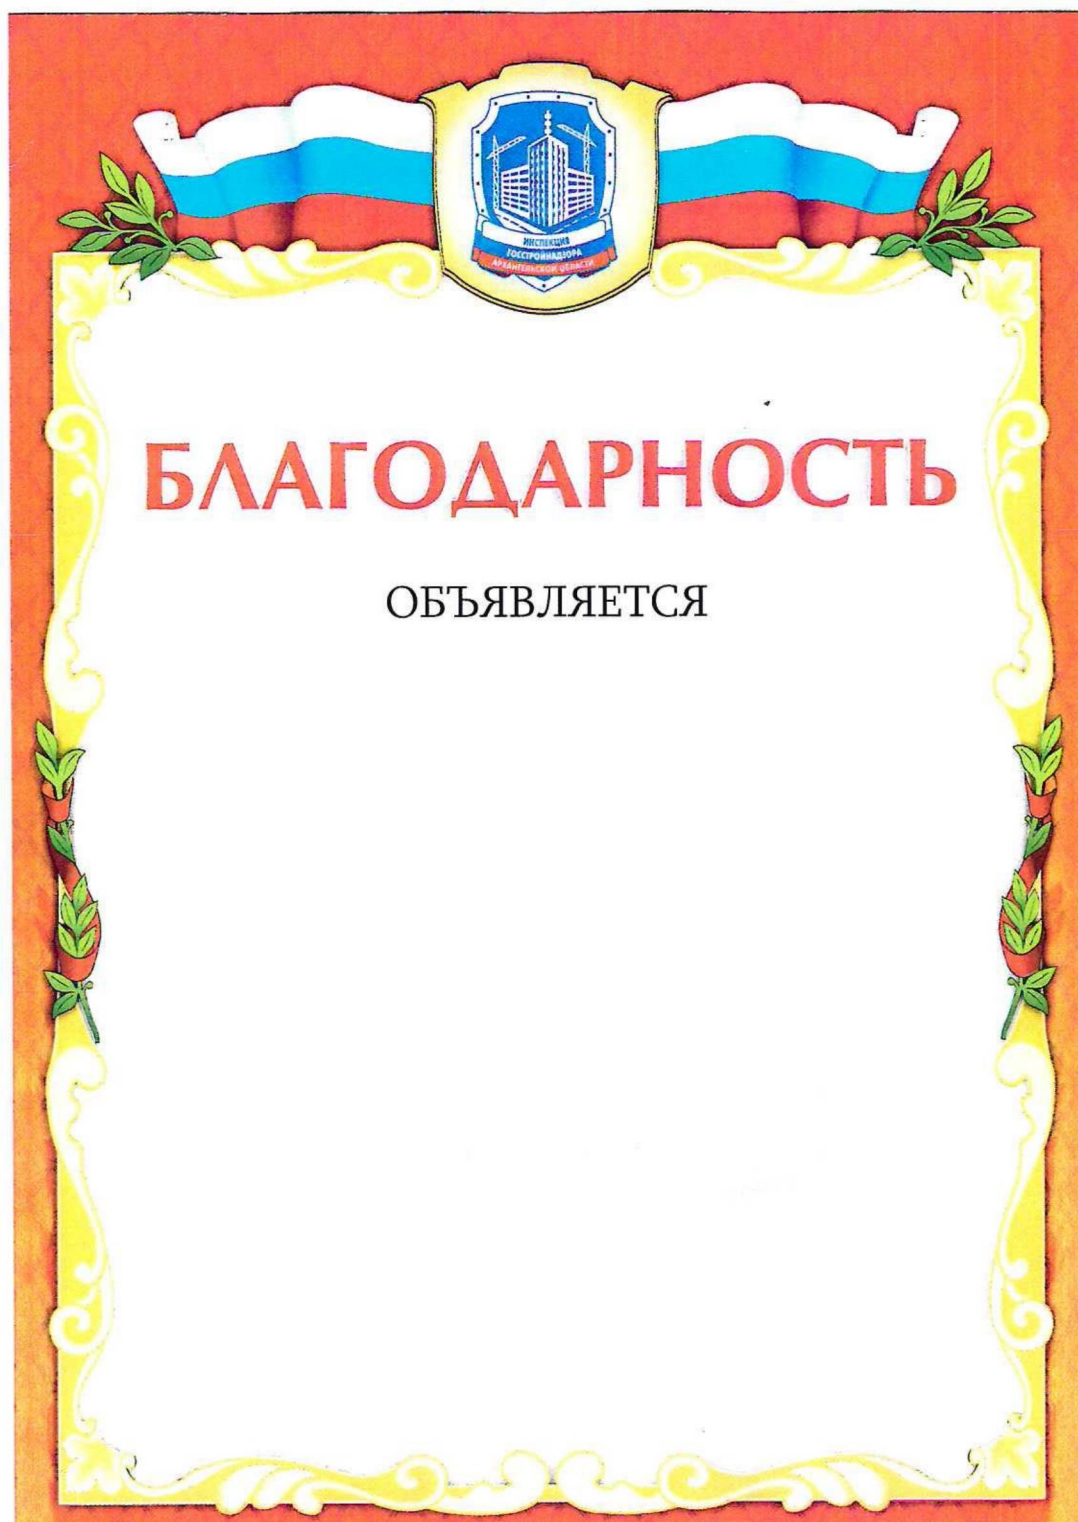 ИНСПЕКЦИЯ
ГОССТРОЙНАДЗОРА
АРХАНГЕЛЬСКОЙ ОБЛАСТИ
БЛАГОДАРНОСТЬ
ОБЪЯВЛЯЕТСЯ